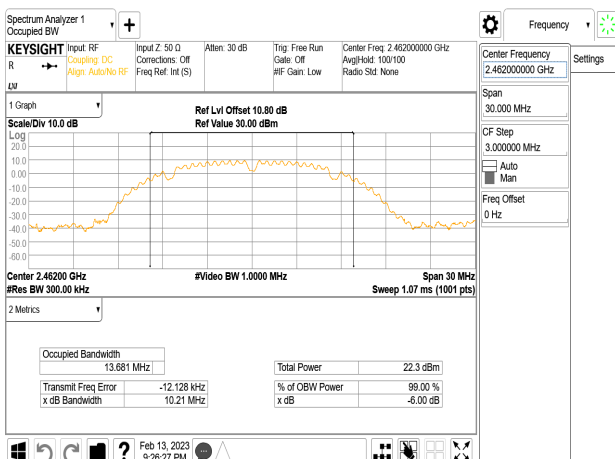 Spectrum Analyzer 1
Occupied BW
Frequency
KEYSIGHT
R
Input: RF
Coupling: DC
Align: Auto/No RF
Input Z: 50 Ω
Corrections: Off
Freq Ref: Int (S)
Atten: 30 dB
Trig: Free Run
Gate: Off
#IF Gain: Low
Center Freq: 2.462000000 GHz
Avg|Hold: 100/100
Radio Std: None
Center Frequency
2.462000000 GHz
Settings
Span
30.000 MHz
CF Step
3.000000 MHz
Auto
Man
Freq Offset
0 Hz
1 Graph
Scale/Div 10.0 dB
Ref Lvl Offset 10.80 dB
Ref Value 30.00 dBm
Log
20.0
10.0
0.00
-10.0
-20.0
-30.0
-40.0
-50.0
-60.0
Center 2.46200 GHz
#Video BW 1.0000 MHz
Span 30 MHz
#Res BW 300.00 kHz
Sweep 1.07 ms (1001 pts)
2 Metrics
Occupied Bandwidth
13.681 MHz
Total Power 22.3 dBm
Transmit Freq Error -12.128 kHz
% of OBW Power 99.00 %
x dB Bandwidth 10.21 MHz
x dB -6.00 dB
?
Feb 13, 2023
9:26:27 PM